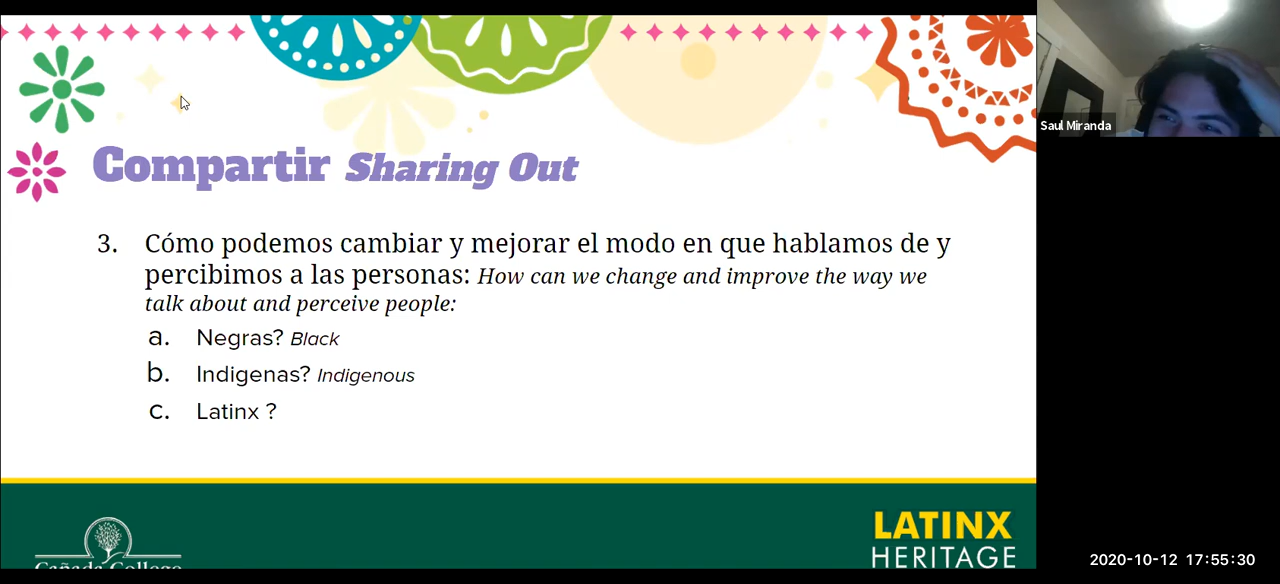 Compartir Sharing Out
3. Cómo podemos cambiar y mejorar el modo en que hablamos de y
percibimos a las personas: How can we change and improve the way we
talk about and perceive people:
a. Negras? Black
b. Indigenas? Indigenous
c. Latinx ?
Cañada College
LATINX
HERITAGE
Saul Miranda
2020-10-12 17:55:30